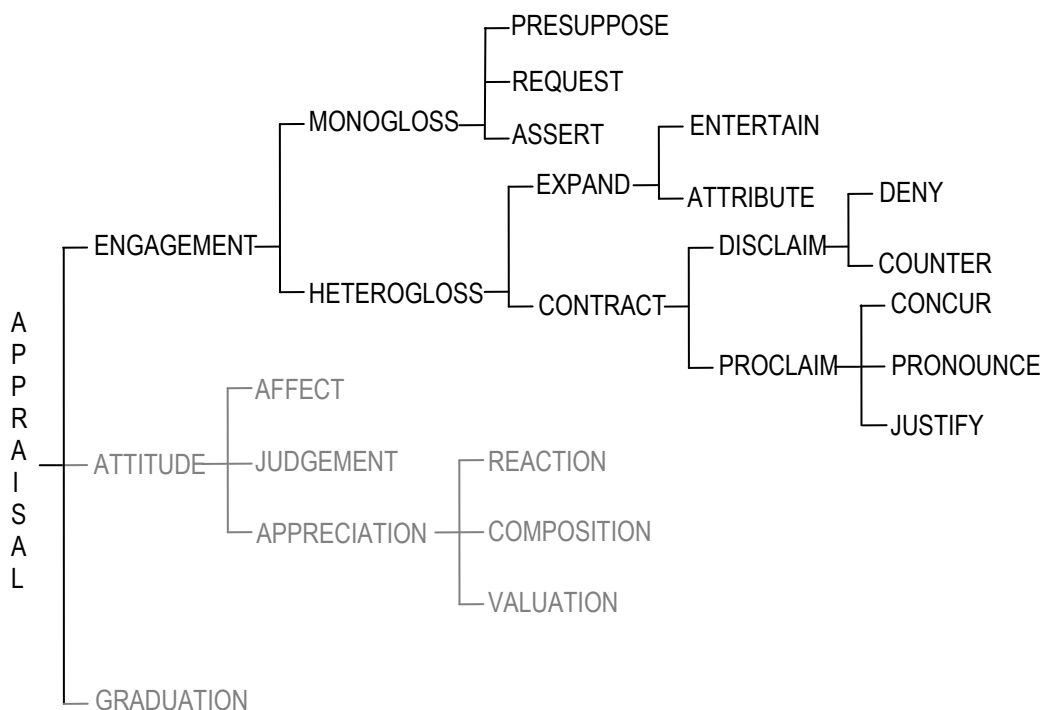 PRESUPPOSE
REQUEST
MONOGLOSS
ASSERT
ENTERTAIN
EXPAND
ATTRIBUTE
DENY
ENGAGEMENT
DISCLAIM
COUNTER
HETEROGLOSS
CONTRACT
CONCUR
PROCLAIM
PRONOUNCE
JUSTIFY
APPRAISAL
AFFECT
ATTITUDE
JUDGEMENT
REACTION
APPRECIATION
COMPOSITION
VALUATION
GRADUATION